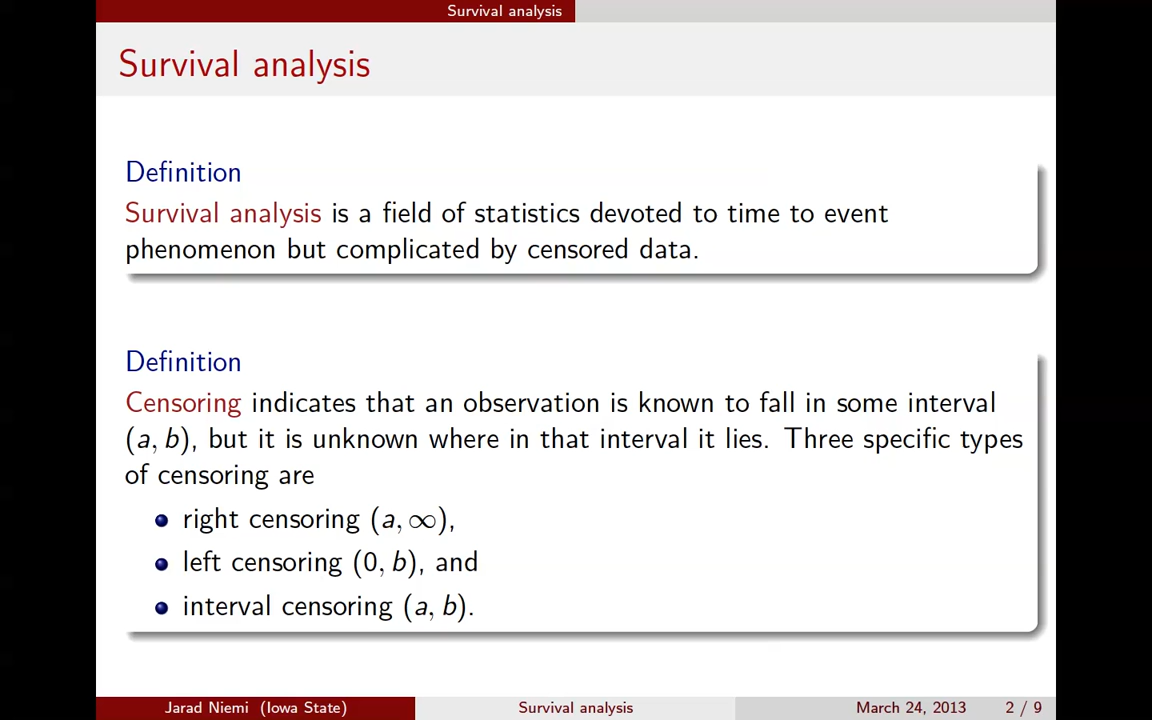 Survival analysis
Survival analysis
Definition
Survival analysis is a field of statistics devoted to time to event
phenomenon but complicated by censored data.
Definition
Censoring indicates that an observation is known to fall in some interval
(a, b), but it is unknown where in that interval it lies. Three specific types
of censoring are
right censoring (a, ∞),
left censoring (0, b), and
interval censoring (a, b).
Jarad Niemi (Iowa State) Survival analysis March 24, 2013 2 / 9